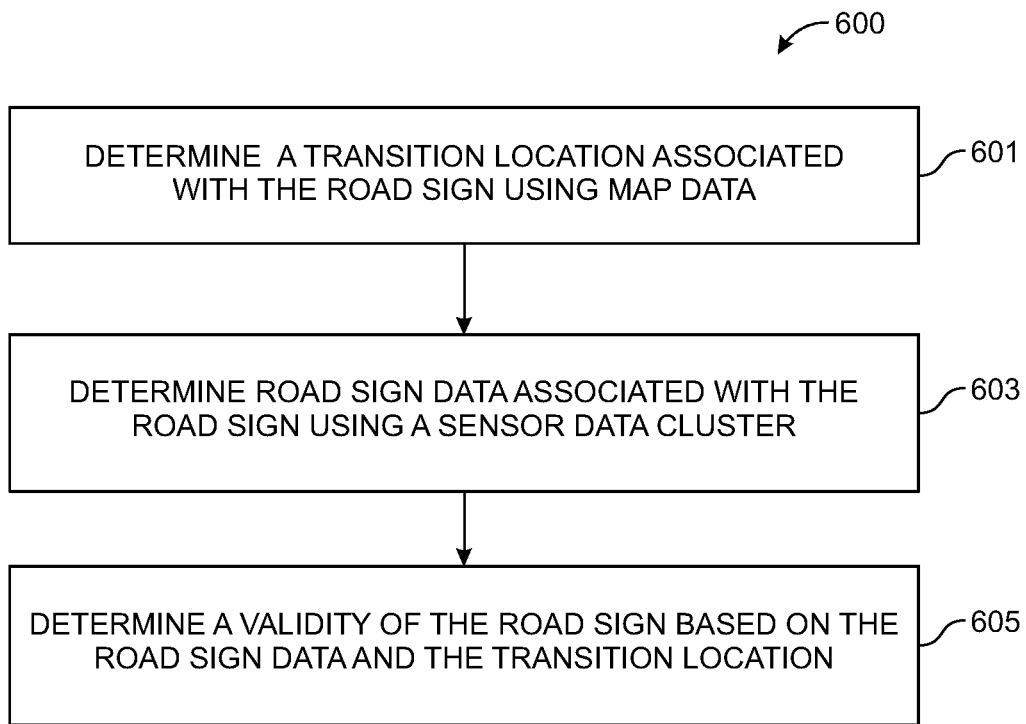 600
DETERMINE A TRANSITION LOCATION ASSOCIATED
WITH THE ROAD SIGN USING MAP DATA
601
DETERMINE ROAD SIGN DATA ASSOCIATED WITH THE
ROAD SIGN USING A SENSOR DATA CLUSTER
603
DETERMINE A VALIDITY OF THE ROAD SIGN BASED ON THE
ROAD SIGN DATA AND THE TRANSITION LOCATION
605